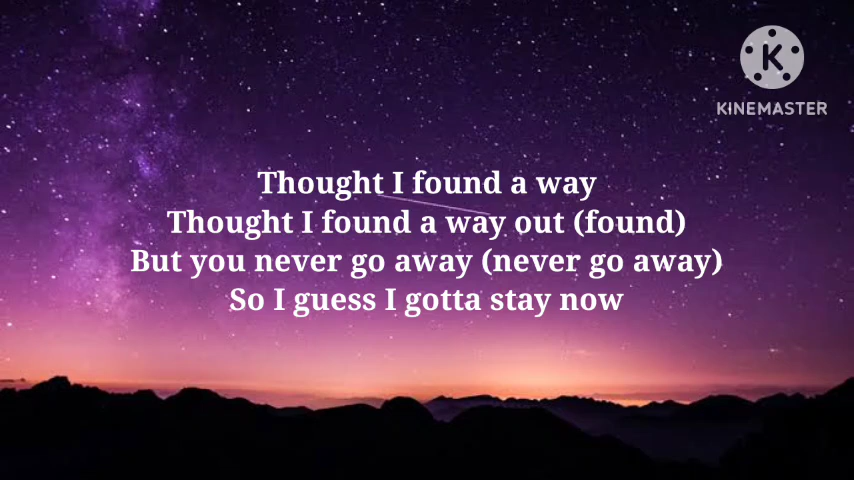 KINEMASTER
Thought I found a way
Thought I found a way out (found)
But you never go away (never go away)
So I guess I gotta stay now